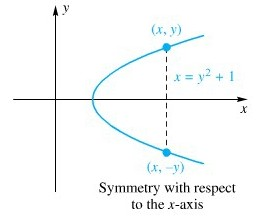 y
(x, y)
x = y² + 1
x
(x, −y)
Symmetry with respect
to the x-axis